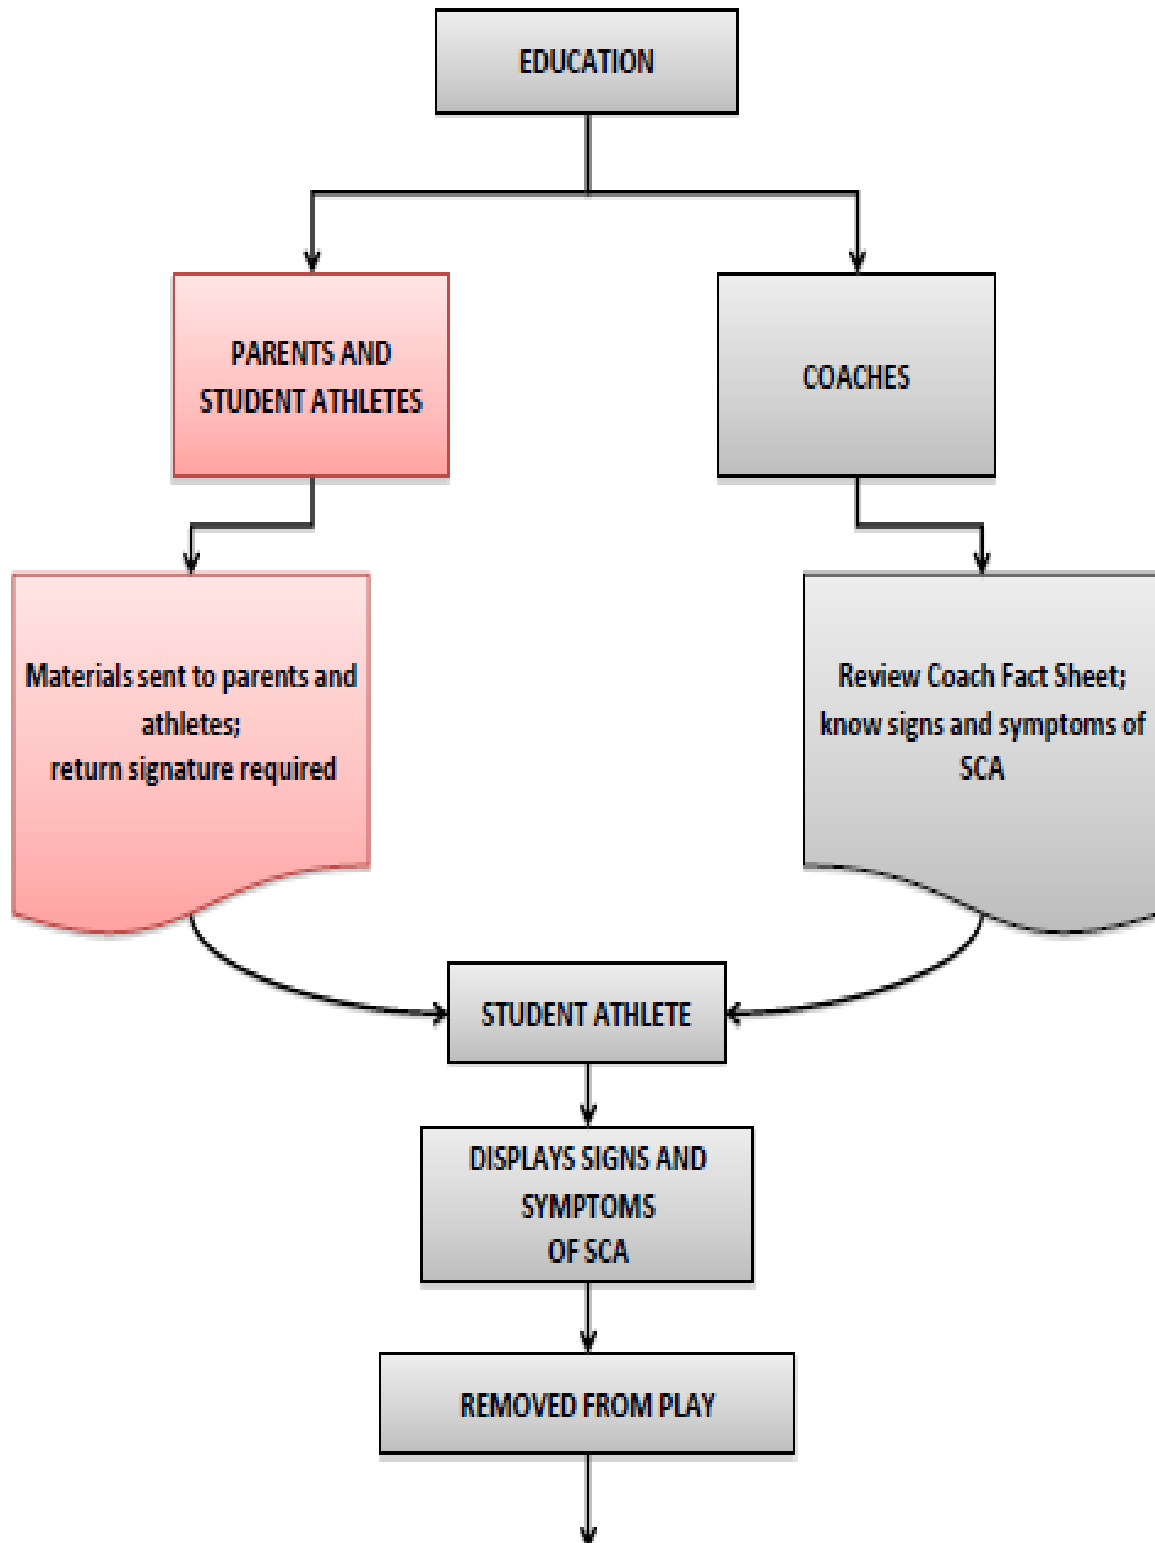 EDUCATION
PARENTS AND
STUDENT ATHLETES
COACHES
Materials sent to parents and
athletes;
return signature required
Review Coach Fact Sheet;
know signs and symptoms of
SCA
STUDENT ATHLETE
DISPLAYS SIGNS AND
SYMPTOMS
OF SCA
REMOVED FROM PLAY